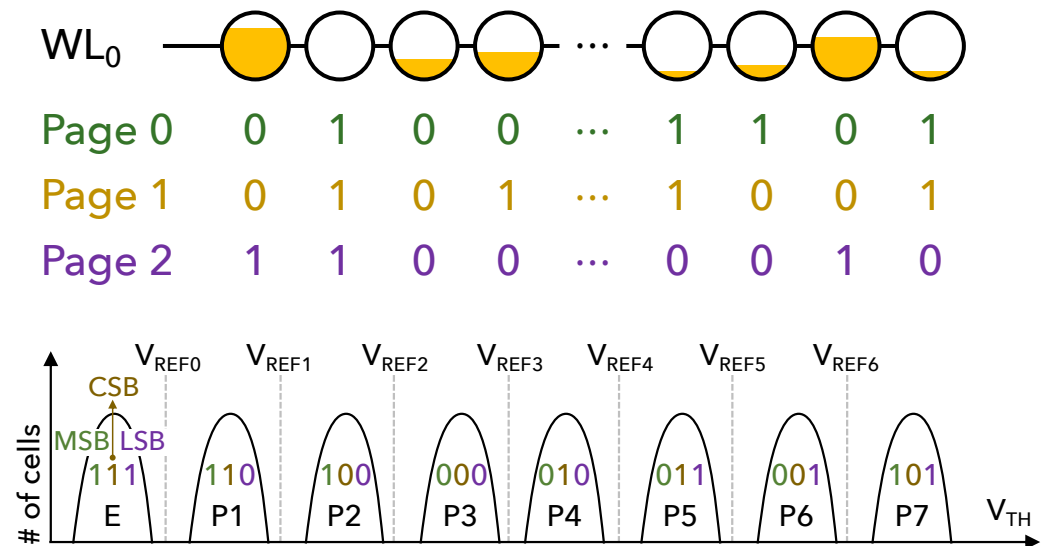 WL0
Page 0 0 1 0 0 ... 1 1 0 1
Page 1 0 1 0 1 ... 1 0 0 1
Page 2 1 1 0 0 ... 0 0 1 0
VREF0 VREF1 VREF2 VREF3 VREF4 VREF5 VREF6
CSB
MSB LSB
111 110 100 000 010 011 001 101
E P1 P2 P3 P4 P5 P6 P7
VTH
# of cells